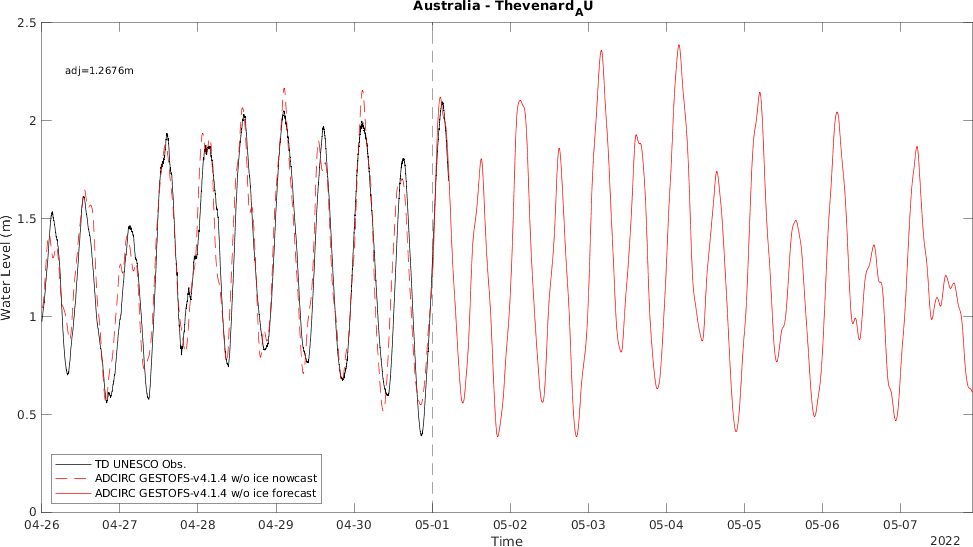 Australia - Thevenard_AU
2.5
adj=1.2676m
2
1.5
Water Level (m)
1
0.5
TD UNESCO Obs.
ADCIRC GESTOFS-v4.1.4 w/o ice nowcast
ADCIRC GESTOFS-v4.1.4 w/o ice forecast
0
04-26 04-27 04-28 04-29 04-30 05-01 05-02 05-03 05-04 05-05 05-06 05-07
Time
2022